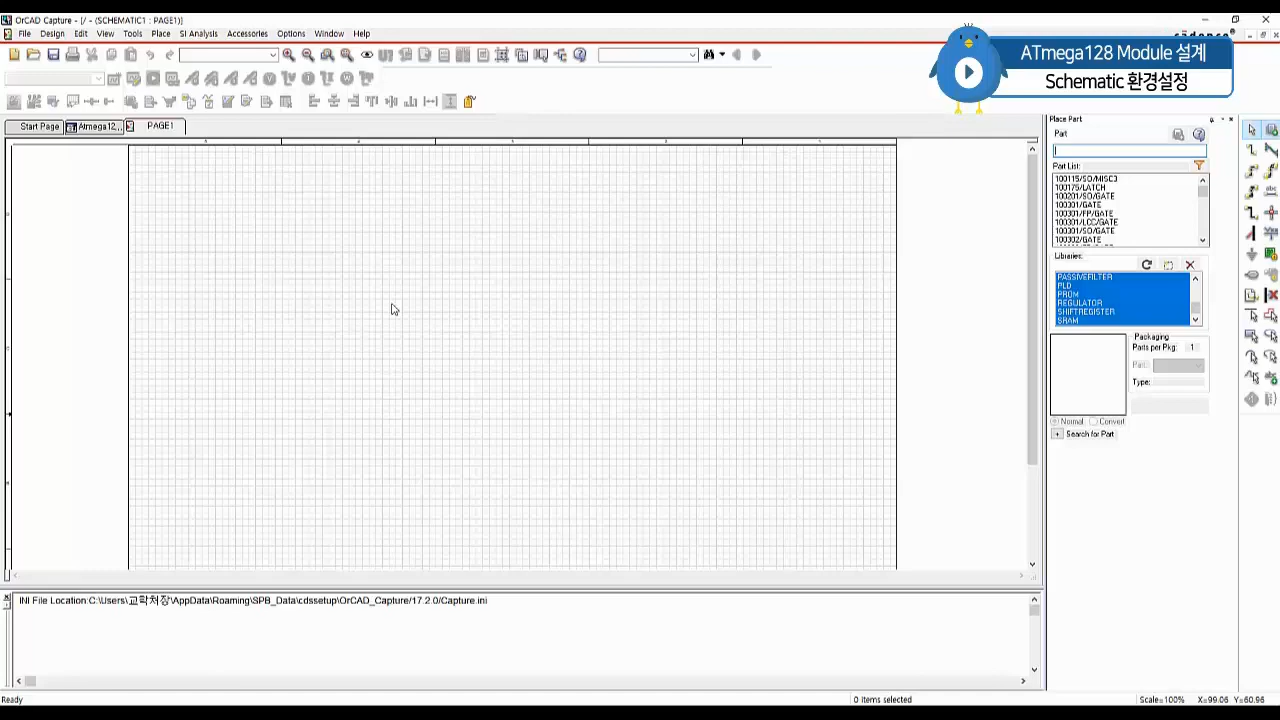 OrCAD Capture - [/ - (SCHEMATIC1 : PAGE1)]
File Design Edit View Tools Place SI Analysis Accessories Options Window Help
ATmega128 Module 설계
Schematic 환경설정
Start Page Atmega12... PAGE1
Place Part
Part
Part List:
100115/SO/MISC3
100175/LATCH
100201/SO/GATE
100301/GATE
100301/FP/GATE
100301/LCC/GATE
100301/SO/GATE
100302/GATE
Libraries:
PASSIVEFILTER
PLD
PROM
REGULATOR
SHIFTREGISTER
SRAM
Packaging
Parts per Pkg: 1
Part:
Type:
Normal Convert
+ Search for Part
INI File Location:C:\Users\교학처장\AppData\Roaming\SPB_Data\cdssetup\OrCAD_Capture/17.2.0/Capture.ini
Ready 0 items selected Scale=100% X=99.06 Y=60.96